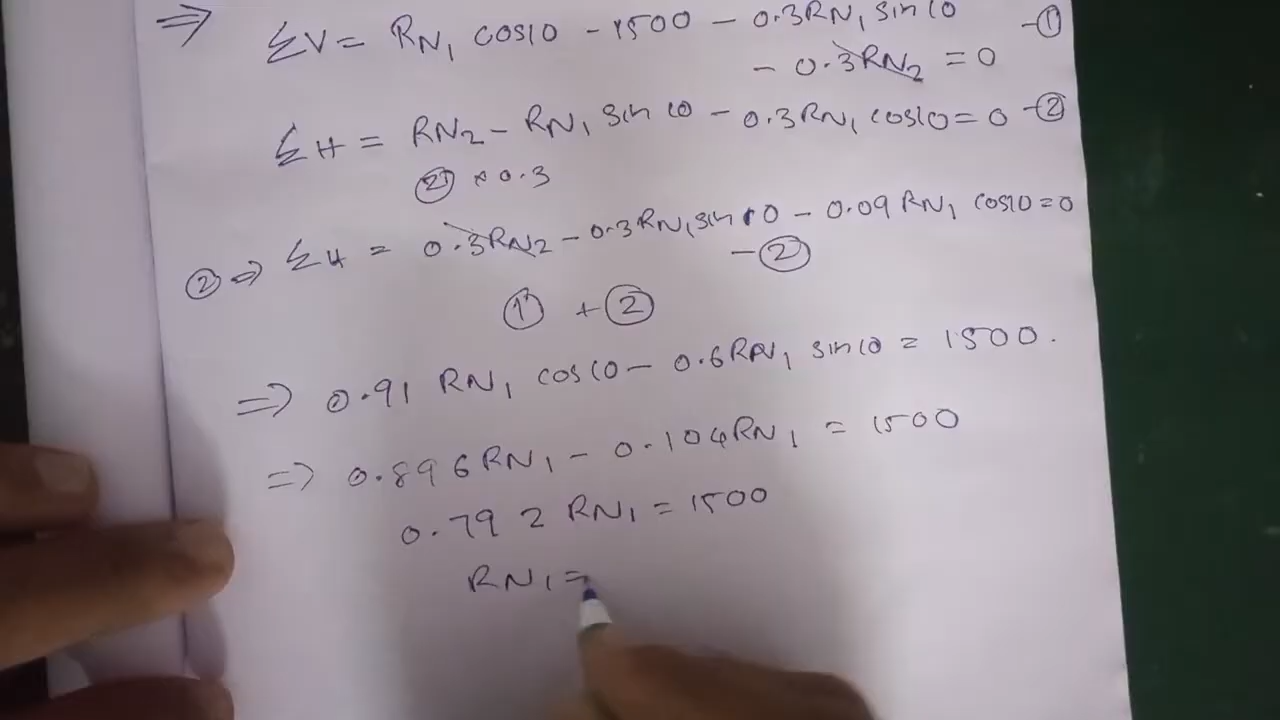 ⇒ ΣV = RN₁ cos10 - 1500 - 0.3RN₁ sin10 -①
- 0.3RN₂ = 0
ΣH = RN₂ - RN₁ sin10 - 0.3RN₁ cos10 = 0 -②
② × 0.3
② ⇒ ΣH = 0.3RN₂ - 0.3RN₁ sin10 - 0.09 RN₁ cos10 = 0
-②
① + ②
⇒ 0.91 RN₁ cos10 - 0.6RN₁ sin10 = 1500.
⇒ 0.896RN₁ - 0.104RN₁ = 1500
0.792 RN₁ = 1500
RN₁ =